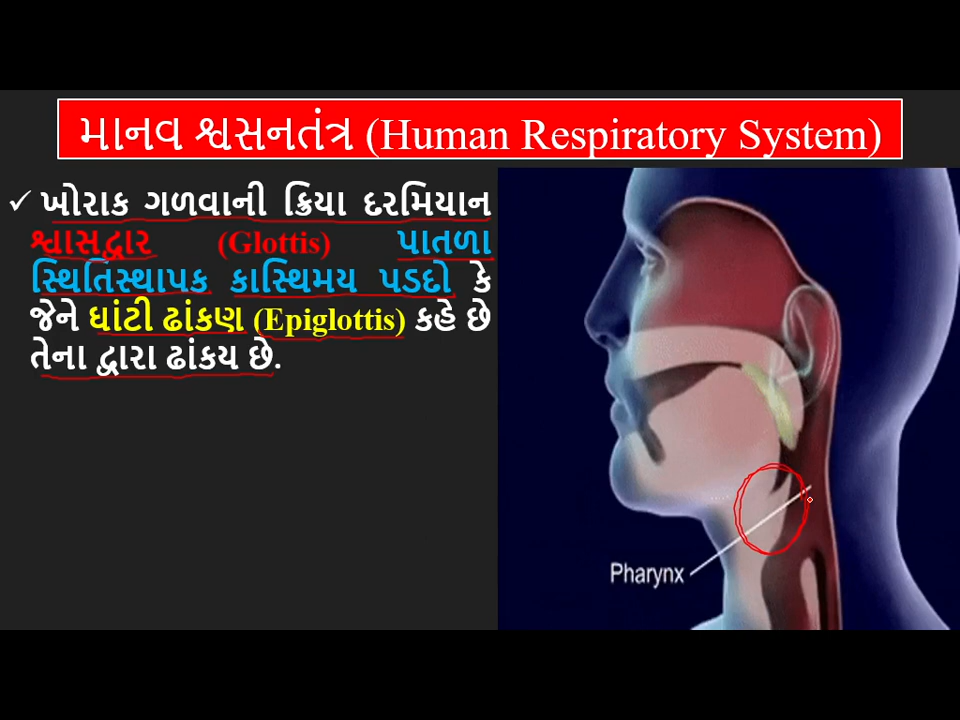 માનવ શ્વસનતંત્ર (Human Respiratory System)
✓ ખોરાક ગળવાની ક્રિયા દરમિયાન
શ્વાસદ્વાર (Glottis) પાતળા
સ્થિતિસ્થાપક કાસ્થિમય પડદો કે
જેને ઘાંટી ઢાંકણ (Epiglottis) કહે છે
તેના દ્વારા ઢાંકય છે.
Pharynx